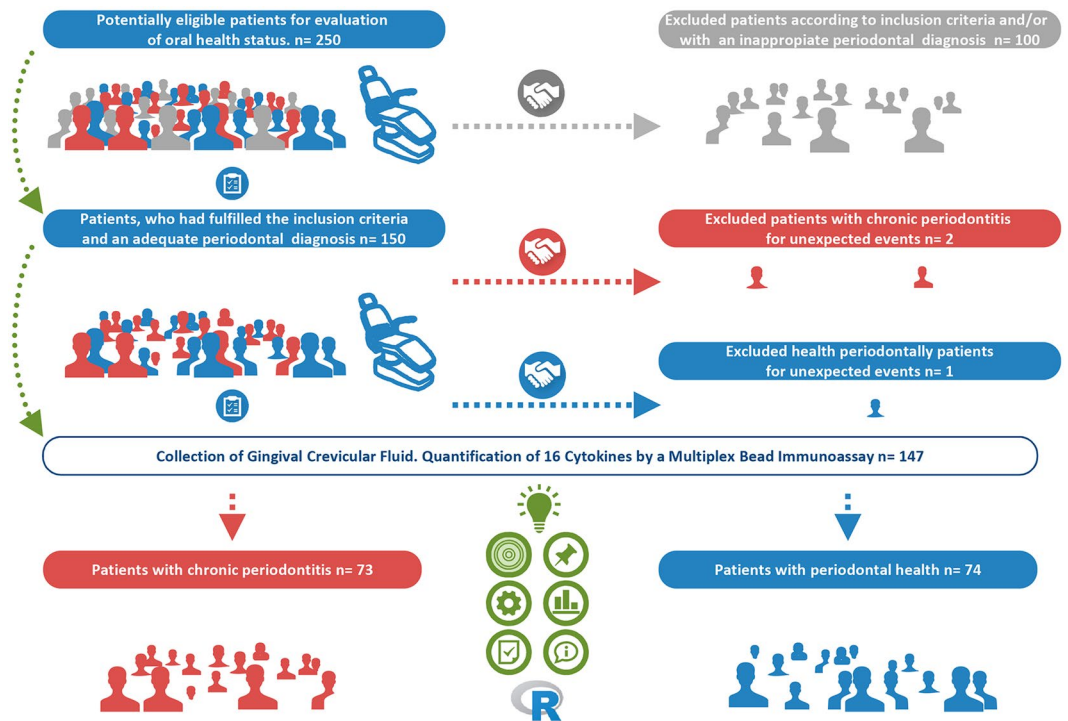 Potentially eligible patients for evaluation
of oral health status. n= 250
Excluded patients according to inclusion criteria and/or
with an inappropiate periodontal diagnosis n= 100
Patients, who had fulfilled the inclusion criteria
and an adequate periodontal diagnosis n= 150
Excluded patients with chronic periodontitis
for unexpected events n= 2
Excluded health periodontally patients
for unexpected events n= 1
Collection of Gingival Crevicular Fluid. Quantification of 16 Cytokines by a Multiplex Bead Immunoassay n= 147
Patients with chronic periodontitis n= 73
Patients with periodontal health n= 74
R